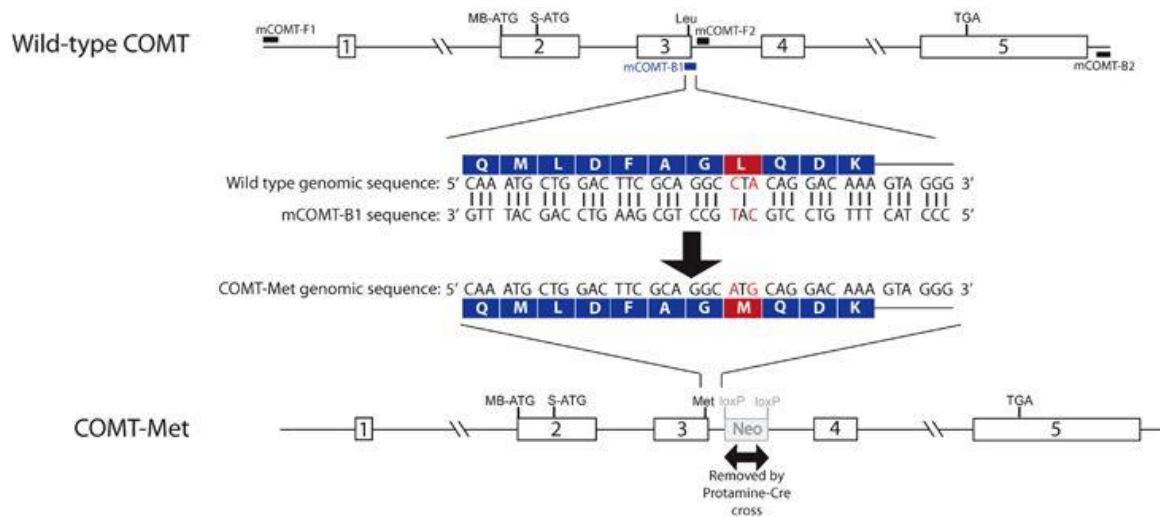 MB-ATG S-ATG Leu TGA
mCOMT-F1 mCOMT-F2
Wild-type COMT 1 2 3 4 5
mCOMT-B1 mCOMT-B2
Q M L D F A G L Q D K
Wild type genomic sequence: 5' CAA ATG CTG GAC TTC GCA GGC CTA CAG GAC AAA GTA GGG 3'
mCOMT-B1 sequence: 3' GTT TAC GAC CTG AAG CGT CCG TAC GTC CTG TTT CAT CCC 5'
COMT-Met genomic sequence: 5' CAA ATG CTG GAC TTC GCA GGC ATG CAG GAC AAA GTA GGG 3'
Q M L D F A G M Q D K
MB-ATG S-ATG Met loxP loxP TGA
COMT-Met 1 2 3 Neo 4 5
Removed by
Protamine-Cre
cross